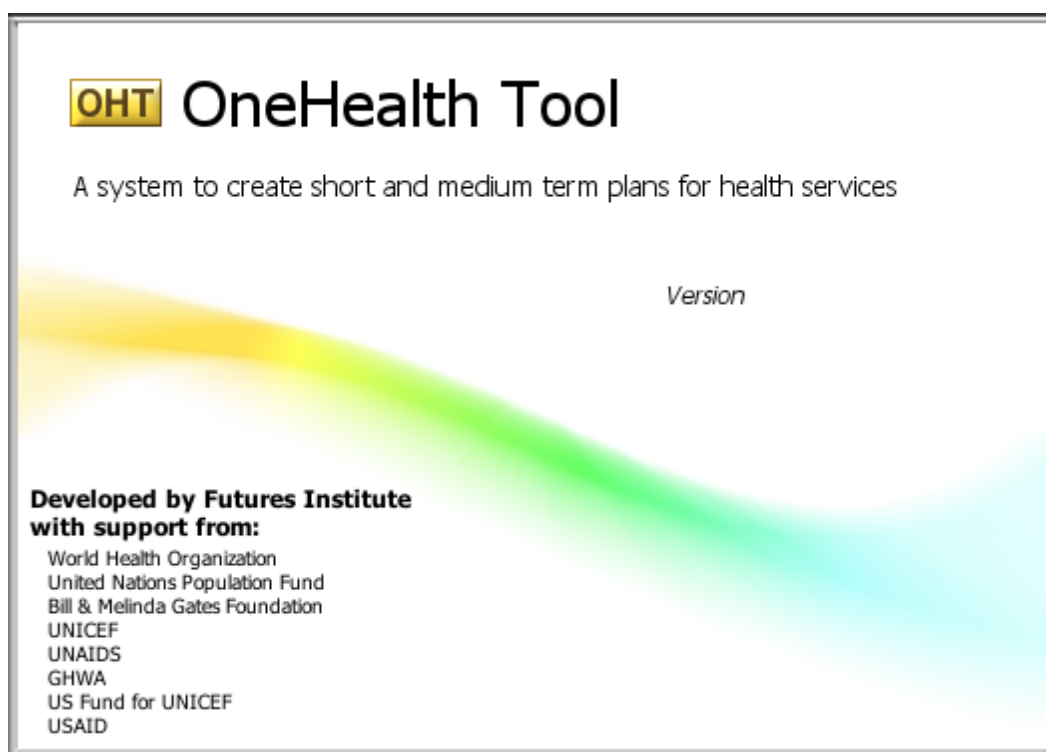 OHT OneHealth Tool
A system to create short and medium term plans for health services
Version
Developed by Futures Institute
with support from:
World Health Organization
United Nations Population Fund
Bill & Melinda Gates Foundation
UNICEF
UNAIDS
GHWA
US Fund for UNICEF
USAID